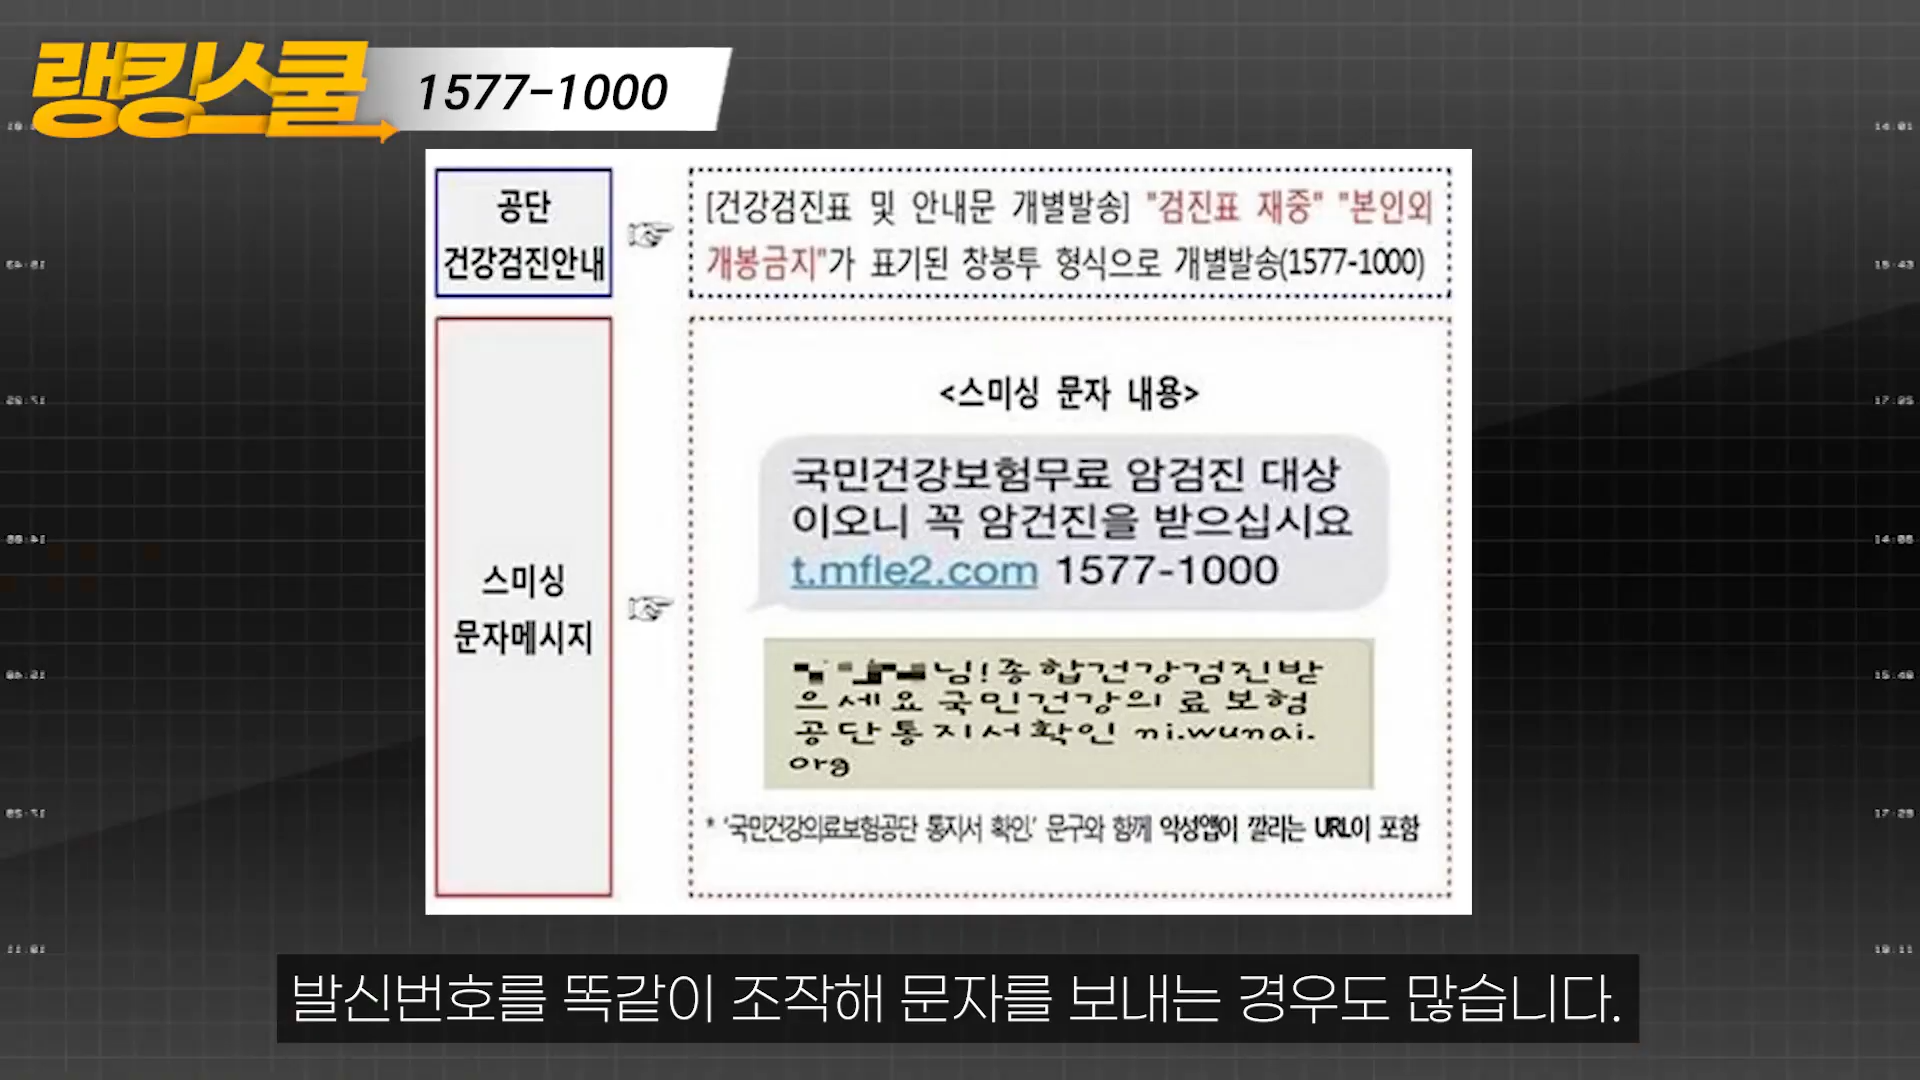 랭킹스쿨
1577-1000
공단
건강검진안내
[건강검진표 및 안내문 개별발송] "검진표 재중" "본인외
개봉금지"가 표기된 창봉투 형식으로 개별발송(1577-1000)
스미싱
문자메시지
<스미싱 문자 내용>
국민건강보험무료 암검진 대상
이오니 꼭 암건진을 받으십시요
t.mfle2.com 1577-1000
님!종합건강검진받
으세요 국민건강의료보험
공단통지서확인 ni.wunai.
org
* '국민건강의료보험공단 통지서 확인' 문구와 함께 악성앱이 깔리는 URL이 포함
발신번호를 똑같이 조작해 문자를 보내는 경우도 많습니다.